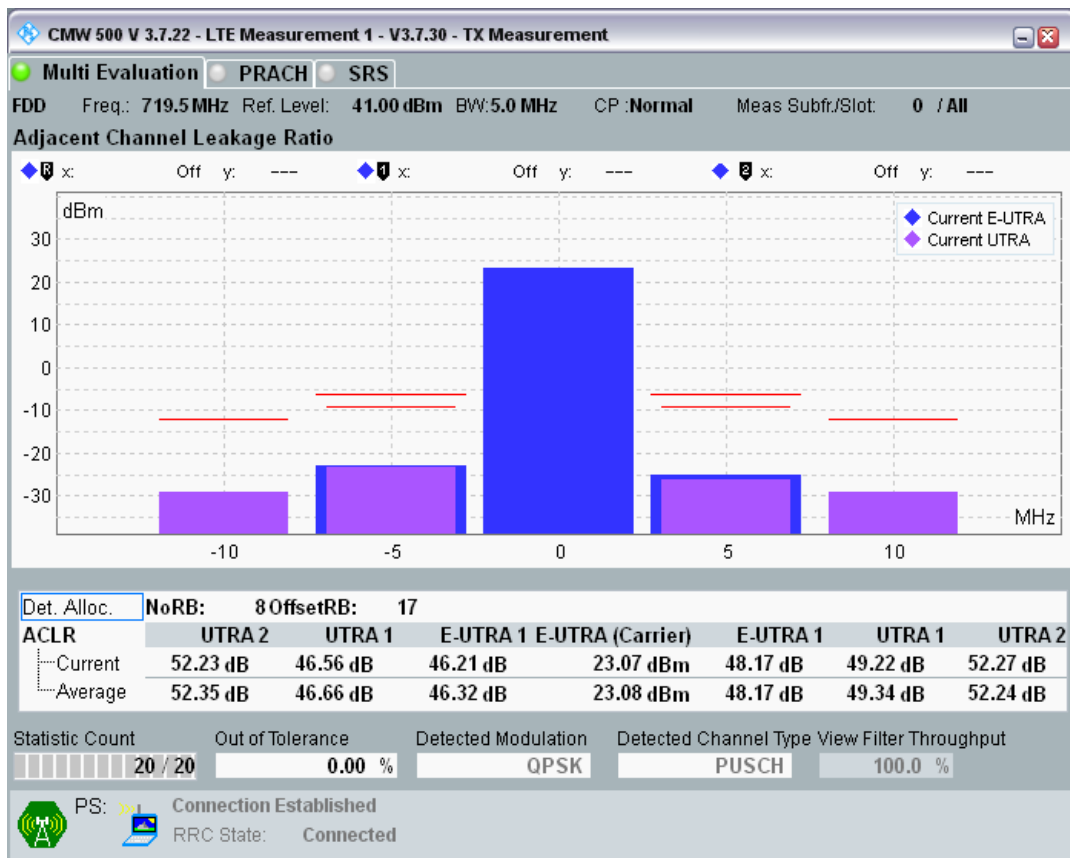 CMW 500 V 3.7.22 - LTE Measurement 1 - V3.7.30 - TX Measurement
Multi Evaluation PRACH SRS
FDD Freq.: 719.5 MHz Ref. Level: 41.00 dBm BW:5.0 MHz CP :Normal Meas Subfr./Slot: 0 / All
Adjacent Channel Leakage Ratio
R x: Off y: --- 1 x: Off y: --- 2 x: Off y: ---
dBm
Current E-UTRA
Current UTRA
30
20
10
0
-10
-20
-30
MHz
-10 -5 0 5 10
Det. Alloc. NoRB: 8 OffsetRB: 17
ACLR UTRA 2 UTRA 1 E-UTRA 1 E-UTRA (Carrier) E-UTRA 1 UTRA 1 UTRA 2
Current 52.23 dB 46.56 dB 46.21 dB 23.07 dBm 48.17 dB 49.22 dB 52.27 dB
Average 52.35 dB 46.66 dB 46.32 dB 23.08 dBm 48.17 dB 49.34 dB 52.24 dB
Statistic Count Out of Tolerance Detected Modulation Detected Channel Type View Filter Throughput
20 / 20 0.00 % QPSK PUSCH 100.0 %
PS: Connection Established
RRC State: Connected